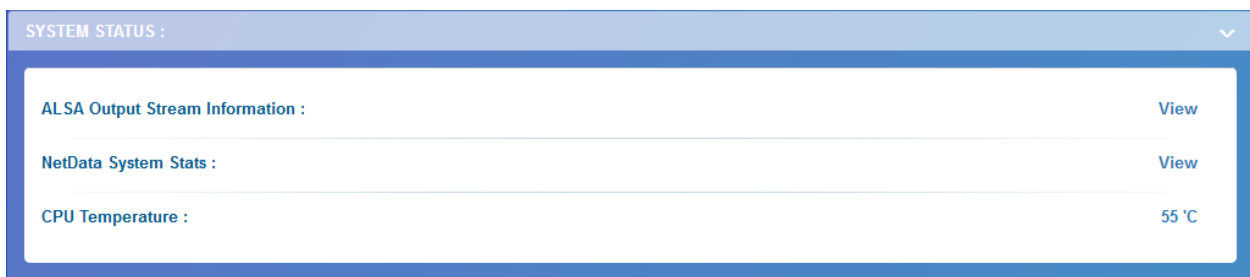 SYSTEM STATUS :
ALSA Output Stream Information : View
NetData System Stats : View
CPU Temperature : 55 'C